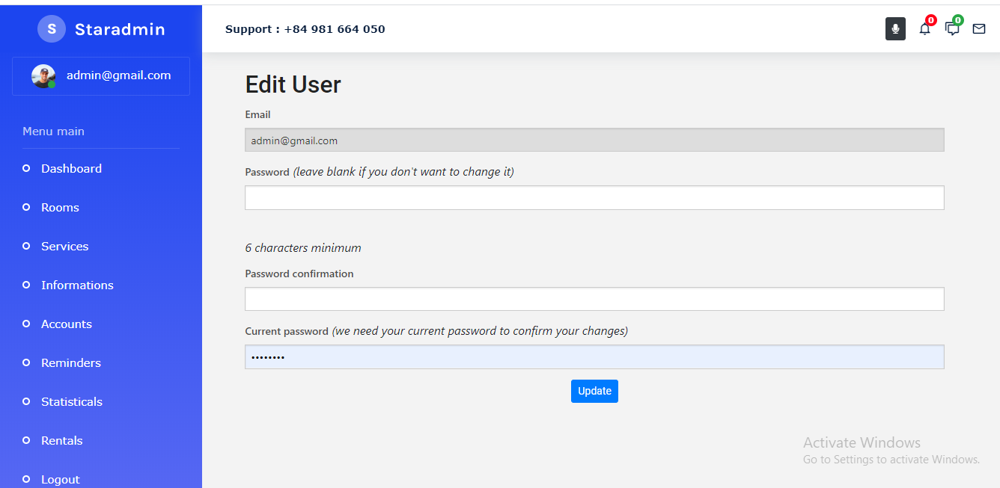 S Staradmin
Support : +84 981 664 050
0
0
admin@gmail.com
Menu main
Dashboard
Rooms
Services
Informations
Accounts
Reminders
Statisticals
Rentals
Logout
Edit User
Email
admin@gmail.com
Password (leave blank if you don't want to change it)
6 characters minimum
Password confirmation
Current password (we need your current password to confirm your changes)
••••••••
Update
Activate Windows
Go to Settings to activate Windows.